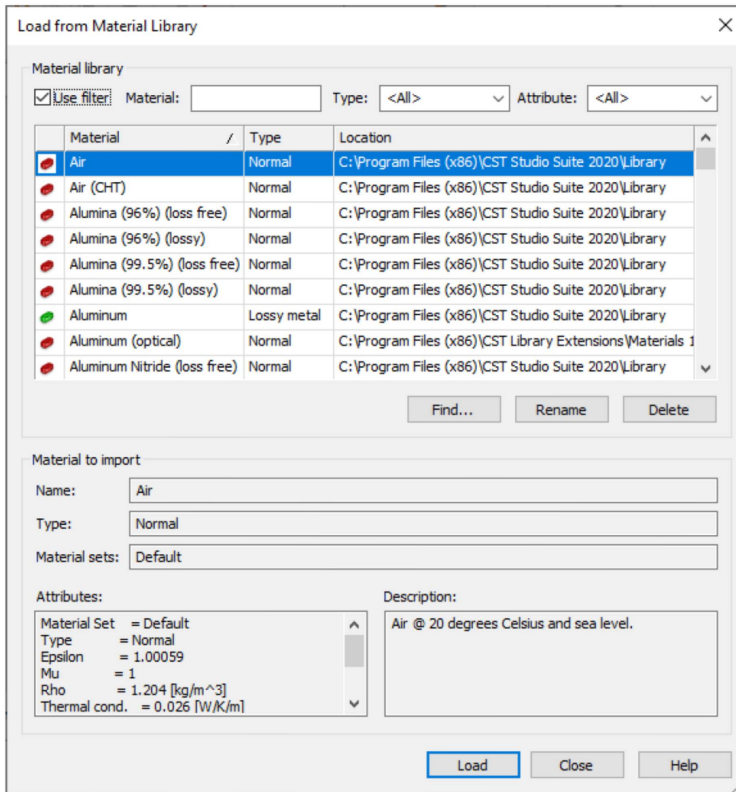 Load from Material Library
Material library
Use filter Material: Type: <All> Attribute: <All>
Material / Type Location
Air Normal C:\Program Files (x86)\CST Studio Suite 2020\Library
Air (CHT) Normal C:\Program Files (x86)\CST Studio Suite 2020\Library
Alumina (96%) (loss free) Normal C:\Program Files (x86)\CST Studio Suite 2020\Library
Alumina (96%) (lossy) Normal C:\Program Files (x86)\CST Studio Suite 2020\Library
Alumina (99.5%) (loss free) Normal C:\Program Files (x86)\CST Studio Suite 2020\Library
Alumina (99.5%) (lossy) Normal C:\Program Files (x86)\CST Studio Suite 2020\Library
Aluminum Lossy metal C:\Program Files (x86)\CST Studio Suite 2020\Library
Aluminum (optical) Normal C:\Program Files (x86)\CST Library Extensions\Materials 1
Aluminum Nitride (loss free) Normal C:\Program Files (x86)\CST Studio Suite 2020\Library
Find... Rename Delete
Material to import
Name: Air
Type: Normal
Material sets: Default
Attributes: Description:
Material Set = Default
Type = Normal
Epsilon = 1.00059
Mu = 1
Rho = 1.204 [kg/m^3]
Thermal cond. = 0.026 [W/K/m]
Air @ 20 degrees Celsius and sea level.
Load Close Help